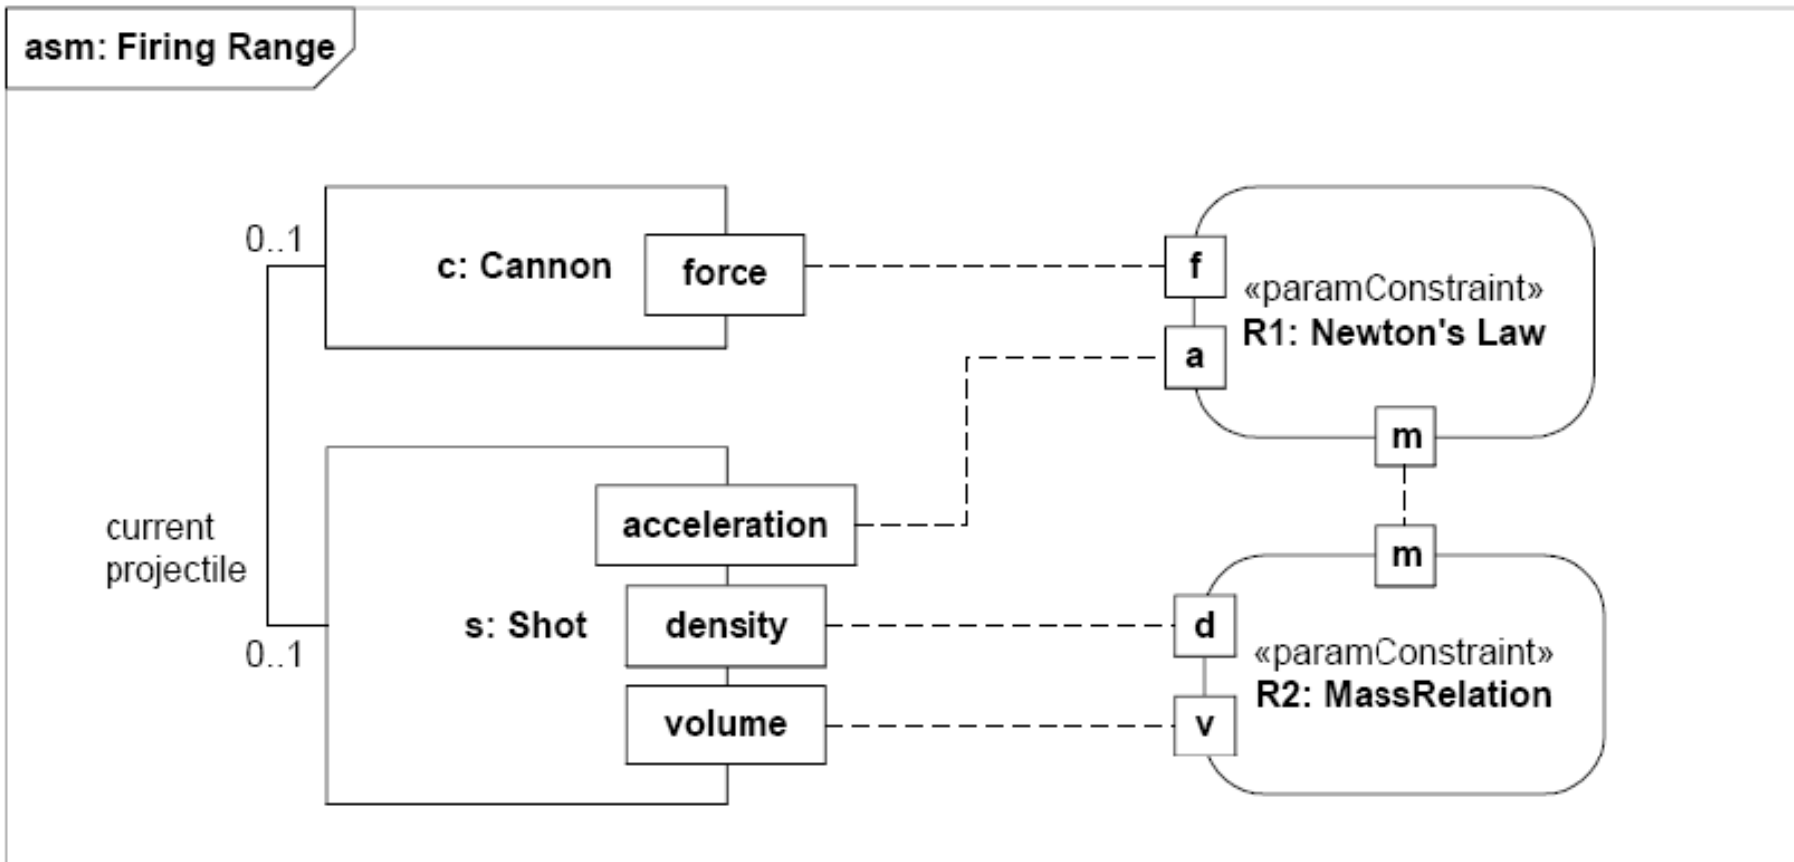 asm: Firing Range
0..1
c: Cannon
force
f
«paramConstraint»
R1: Newton's Law
a
m
current
projectile
0..1
s: Shot
acceleration
density
volume
m
d
«paramConstraint»
R2: MassRelation
v